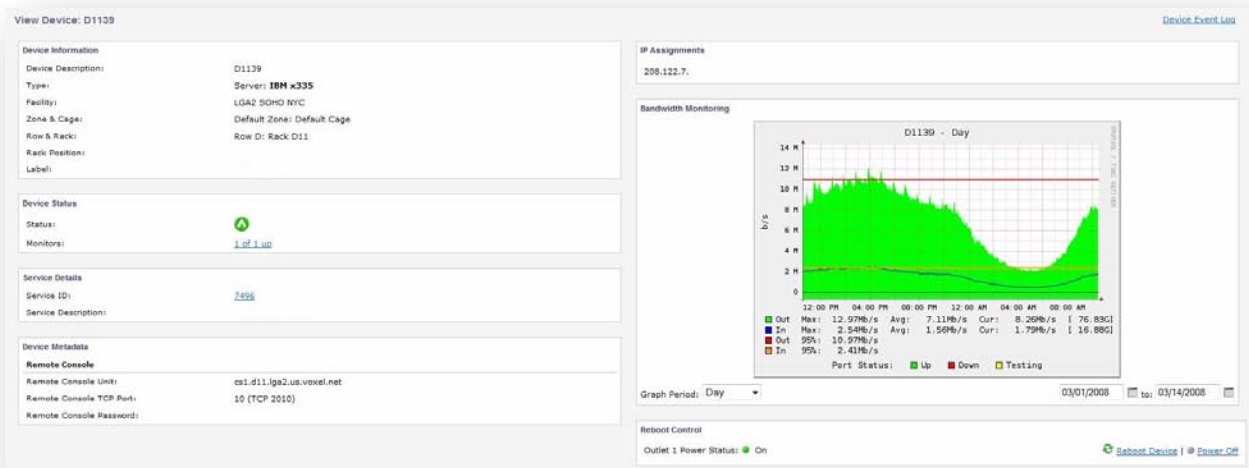 View Device: D1139
Device Event Log
Device Information
Device Description: D1139
Type: Server: IBM x335
Facility: LGA2 SOHO NYC
Zone & Cage: Default Zone: Default Cage
Row & Rack: Row D: Rack D11
Rack Position:
Label:
Device Status
Status:
Monitors: 1 of 1 up
Service Details
Service ID: 7496
Service Description:
Device Metadata
Remote Console
Remote Console Unit: cs1.d11.lga2.us.voxel.net
Remote Console TCP Port: 10 (TCP 2010)
Remote Console Password:
IP Assignments
208.122.7.
Bandwidth Monitoring
D1139 - Day
14 M
12 M
10 M
8 M
6 M
4 M
2 M
0
b/s
12:00 PM 04:00 PM 08:00 PM 12:00 AM 04:00 AM 08:00 AM
Out Max: 12.97Mb/s Avg: 7.11Mb/s Cur: 8.26Mb/s [ 76.83G]
In Max: 2.54Mb/s Avg: 1.56Mb/s Cur: 1.79Mb/s [ 16.88G]
Out 95%: 10.97Mb/s
In 95%: 2.41Mb/s
Port Status: Up Down Testing
Graph Period: Day 03/01/2008 to: 03/14/2008
Reboot Control
Outlet 1 Power Status: On Reboot Device | Power Off